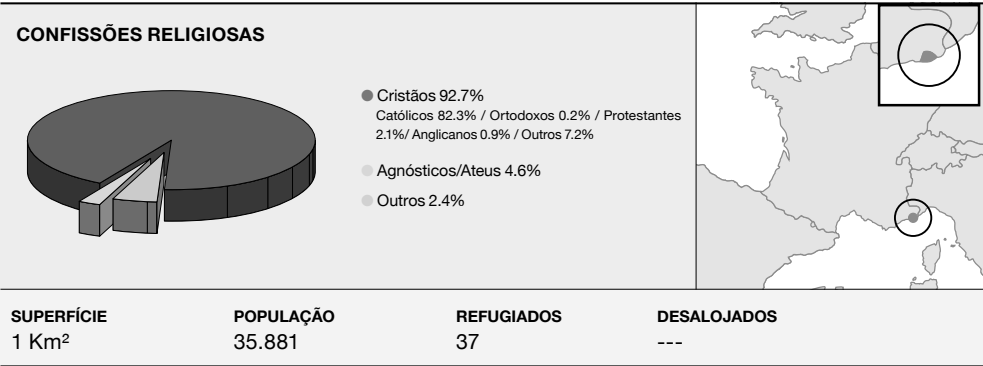 CONFISSÕES RELIGIOSAS
Cristãos 92.7%
Católicos 82.3% / Ortodoxos 0.2% / Protestantes
2.1%/ Anglicanos 0.9% / Outros 7.2%
Agnósticos/Ateus 4.6%
Outros 2.4%
SUPERFÍCIE POPULAÇÃO REFUGIADOS DESALOJADOS
1 Km² 35.881 37 ---